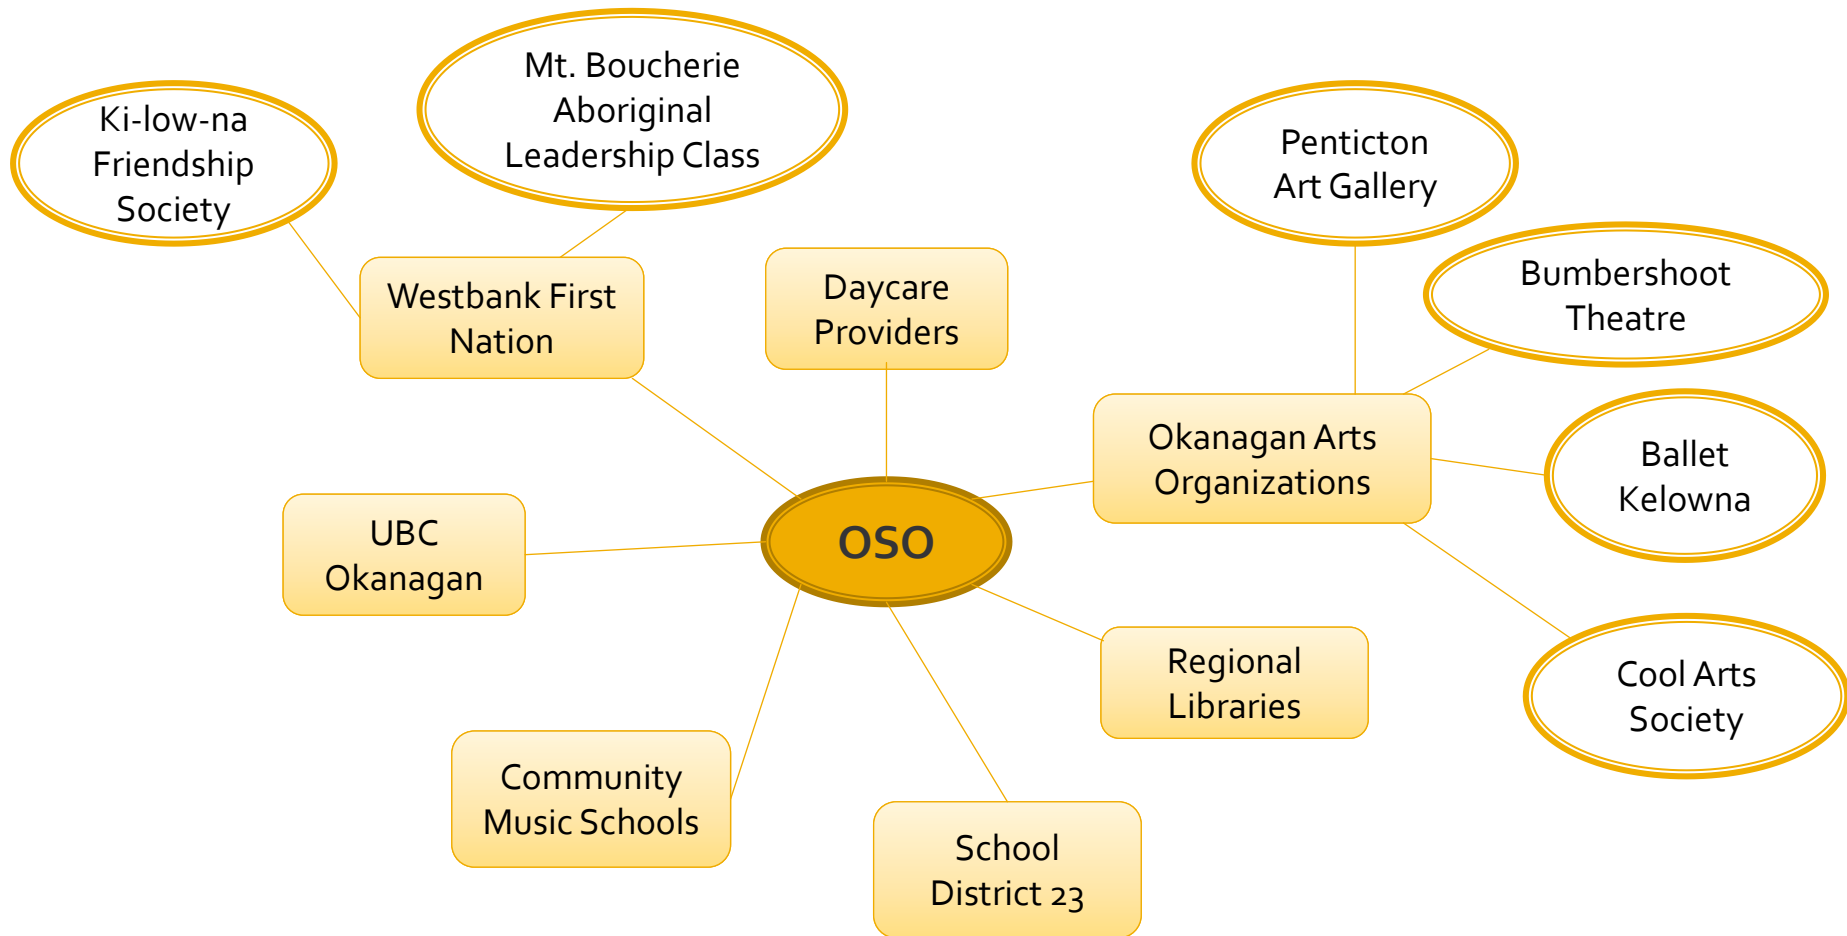 Ki-low-na
Friendship
Society
Mt. Boucherie
Aboriginal
Leadership Class
Penticton
Art Gallery
Bumbershoot
Theatre
Westbank First
Nation
Daycare
Providers
Okanagan Arts
Organizations
Ballet
Kelowna
UBC
Okanagan
OSO
Regional
Libraries
Cool Arts
Society
Community
Music Schools
School
District 23